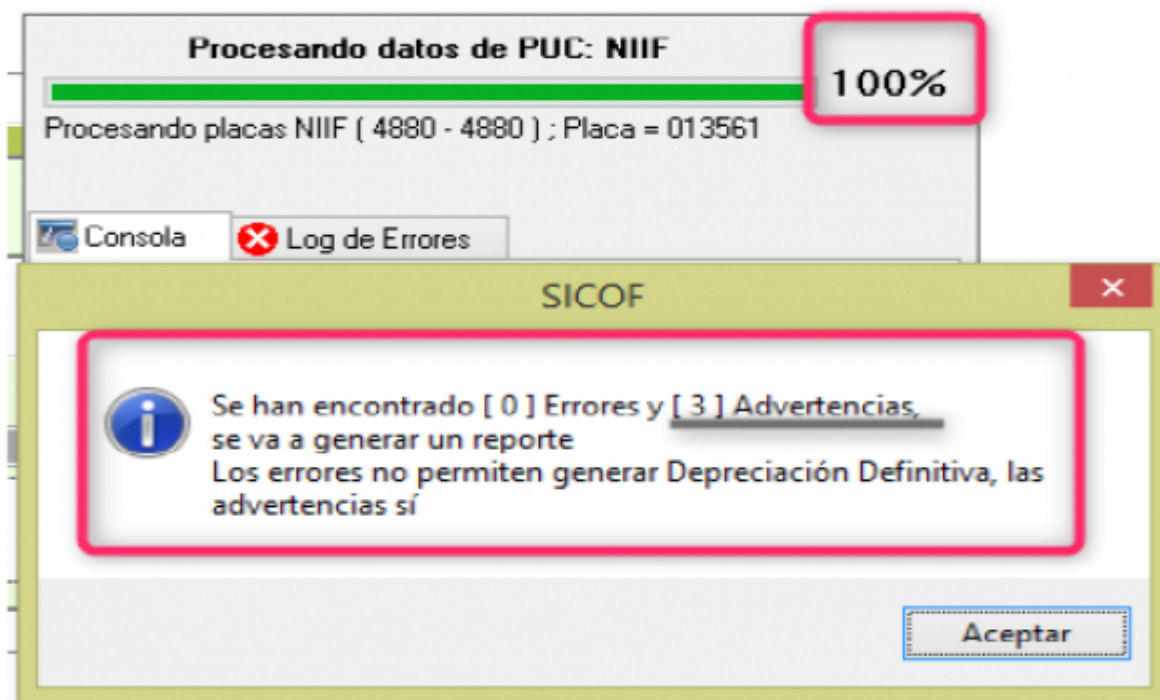 Procesando datos de PUC: NIIF
100%
Procesando placas NIIF ( 4880 - 4880 ) ; Placa = 013561
Consola
Log de Errores
SICOF
Se han encontrado [ 0 ] Errores y [ 3 ] Advertencias,
se va a generar un reporte
Los errores no permiten generar Depreciación Definitiva, las
advertencias sí
Aceptar